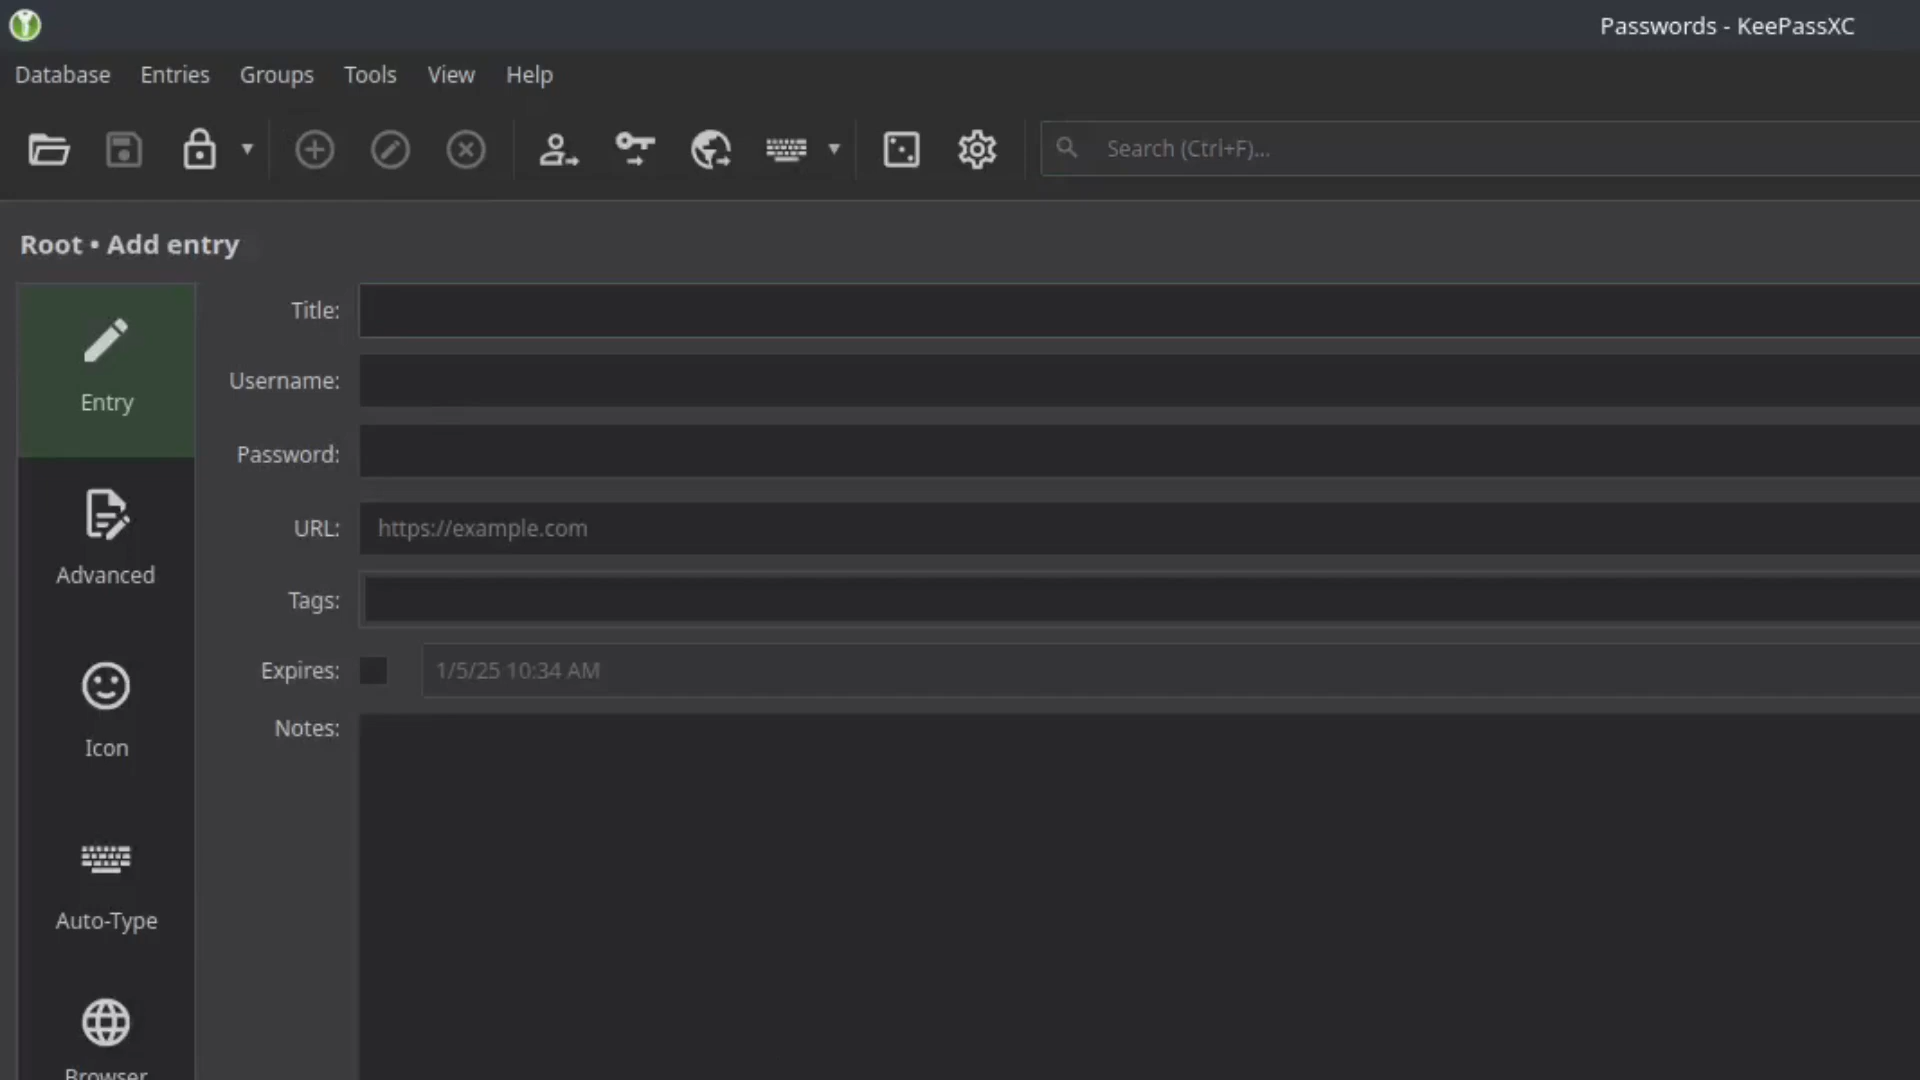 Passwords - KeePassXC
Database Entries Groups Tools View Help
Search (Ctrl+F)...
Root • Add entry
Title:
Entry
Username:
Password:
URL: https://example.com
Advanced
Tags:
Expires: 1/5/25 10:34 AM
Notes:
Icon
Auto-Type
Browser